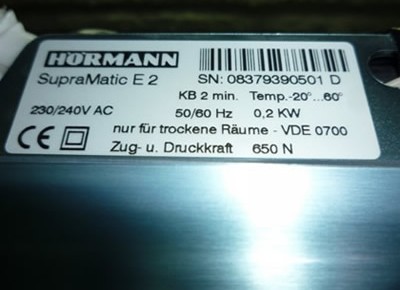 HÖRMANN
SupraMatic E 2 SN: 08379390501 D
KB 2 min. Temp.-20°...60°
230/240V AC 50/60 Hz 0,2 KW
nur für trockene Räume - VDE 0700
CE Zug- u. Druckkraft 650 N